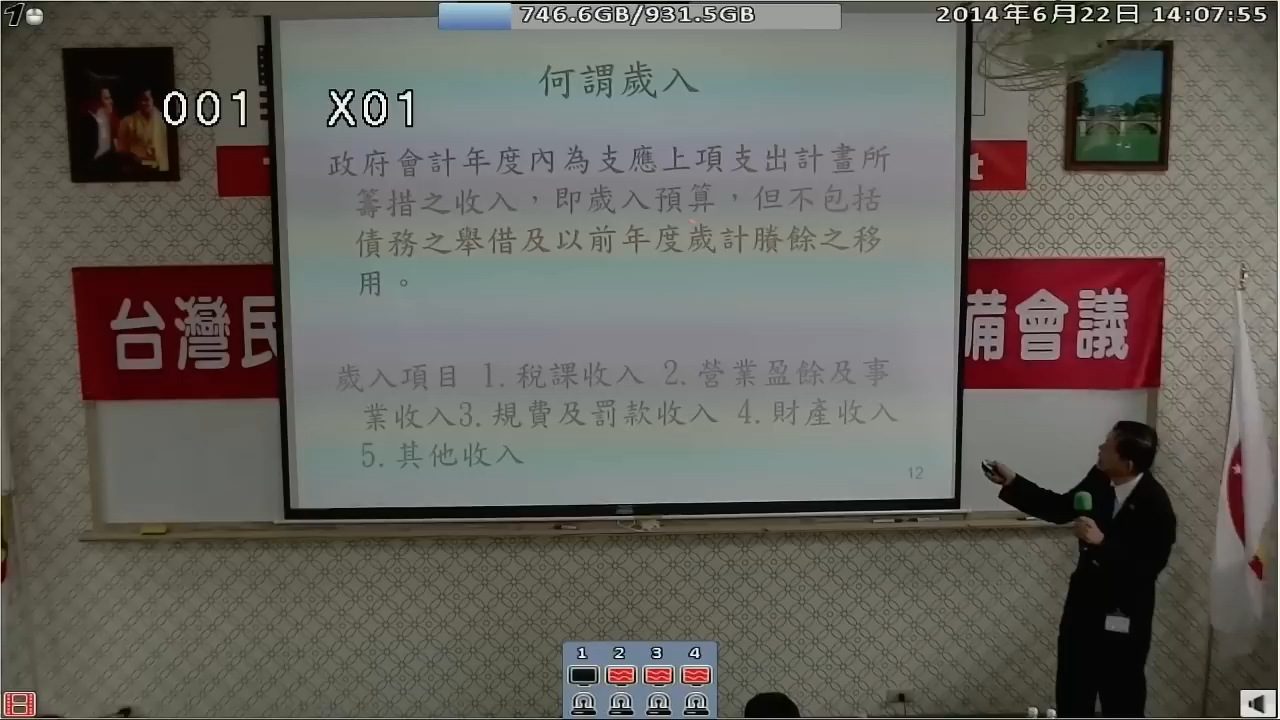 746.6GB/931.5GB
2014年6月22日 14:07:55
001 X01
何謂歲入
政府會計年度內為支應上項支出計畫所
籌措之收入，即歲入預算，但不包括
債務之舉借及以前年度歲計賸餘之移
用。
t
台灣民
備會議
歲入項目 1.稅課收入 2.營業盈餘及事
業收入3.規費及罰款收入 4.財產收入
5.其他收入
12
1 2 3 4